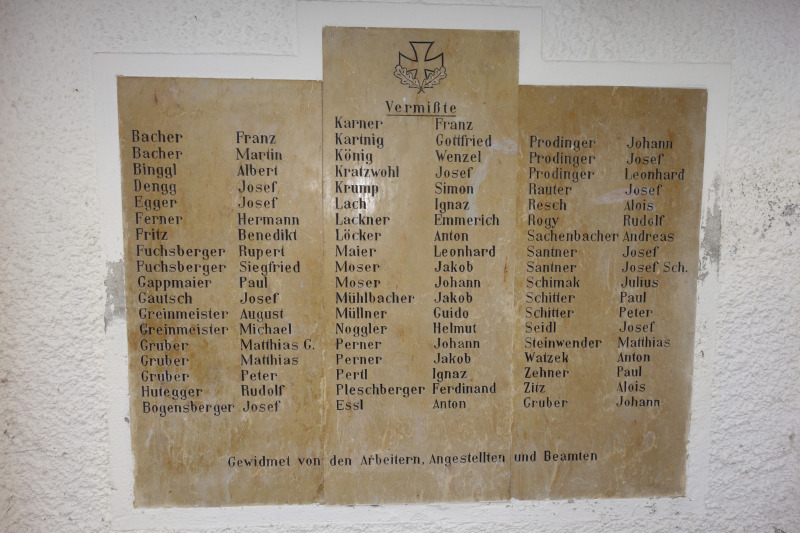 Vermißte
Bacher Franz
Bacher Martin
Binggl Albert
Dengg Josef
Egger Josef
Ferner Hermann
Fritz Benedikt
Fuchsberger Rupert
Fuchsberger Siegfried
Gappmaier Paul
Gautsch Josef
Greinmeister August
Greinmeister Michael
Gruber Matthias G.
Gruber Matthias
Gruber Peter
Hutegger Rudolf
Bogensberger Josef
Karner Franz
Kartnig Gottfried
König Wenzel
Kratzwohl Josef
Krump Simon
Lach Ignaz
Lackner Emmerich
Löcker Anton
Maier Leonhard
Moser Jakob
Moser Johann
Mühlbacher Jakob
Müllner Guido
Noggler Helmut
Perner Johann
Perner Jakob
Pertl Ignaz
Pleschberger Ferdinand
Essl Anton
Prodinger Johann
Prodinger Josef
Prodinger Leonhard
Rauter Josef
Resch Alois
Rogy Rudolf
Sachenbacher Andreas
Santner Josef
Santner Josef Sch.
Schimak Julius
Schitter Paul
Schitter Peter
Seidl Josef
Steinwender Matthias
Watzek Anton
Zehner Paul
Zitz Alois
Gruber Johann
Gewidmet von den Arbeitern, Angestellten und Beamten